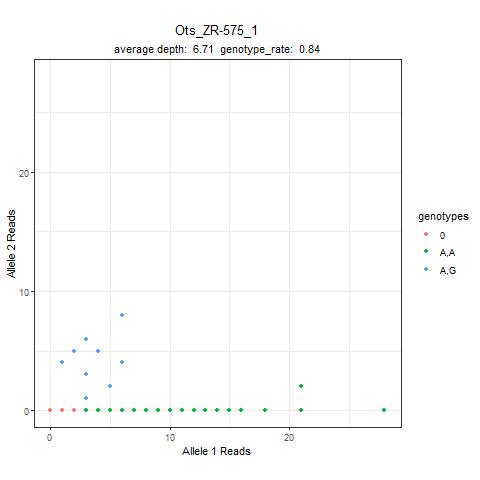 Ots_ZR-575_1
average depth: 6.71 genotype_rate: 0.84
Allele 2 Reads
20
10
0
0 10 20
Allele 1 Reads
genotypes
0
A,A
A,G